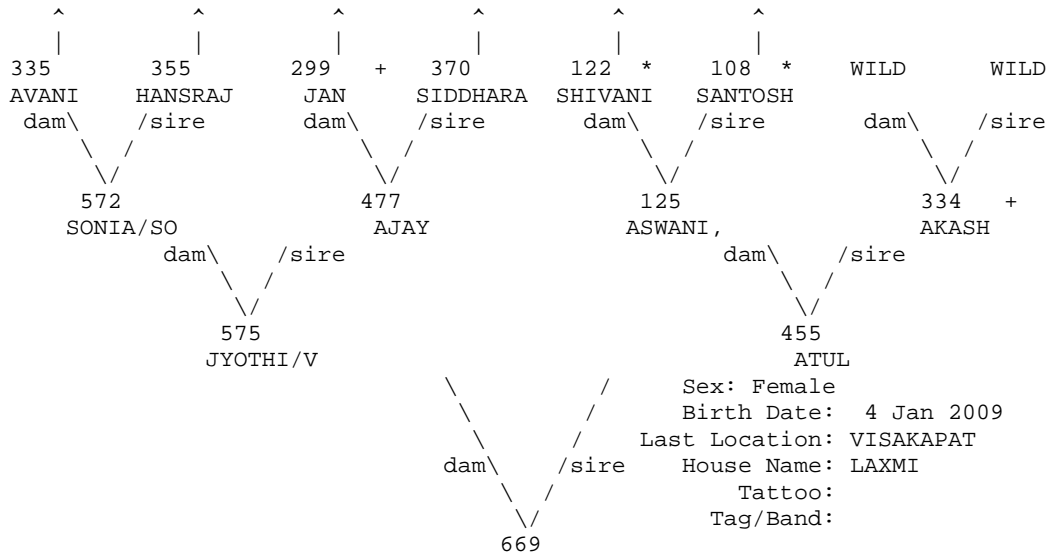 ^ ^ ^ ^ ^ ^
| | | | | |
335 355 299 + 370 122 * 108 * WILD WILD
AVANI HANSRAJ JAN SIDDHARA SHIVANI SANTOSH
dam\ /sire dam\ /sire dam\ /sire dam\ /sire
\ / \ / \ / \ /
\/ \/ \/ \/
572 477 125 334 +
SONIA/SO AJAY ASWANI, AKASH
dam\ /sire dam\ /sire
\ / \ /
\/ \/
575 455
JYOTHI/V ATUL
\ / Sex: Female
\ / Birth Date: 4 Jan 2009
\ / Last Location: VISAKAPAT
dam\ /sire House Name: LAXMI
\ / Tattoo:
\/ Tag/Band:
669